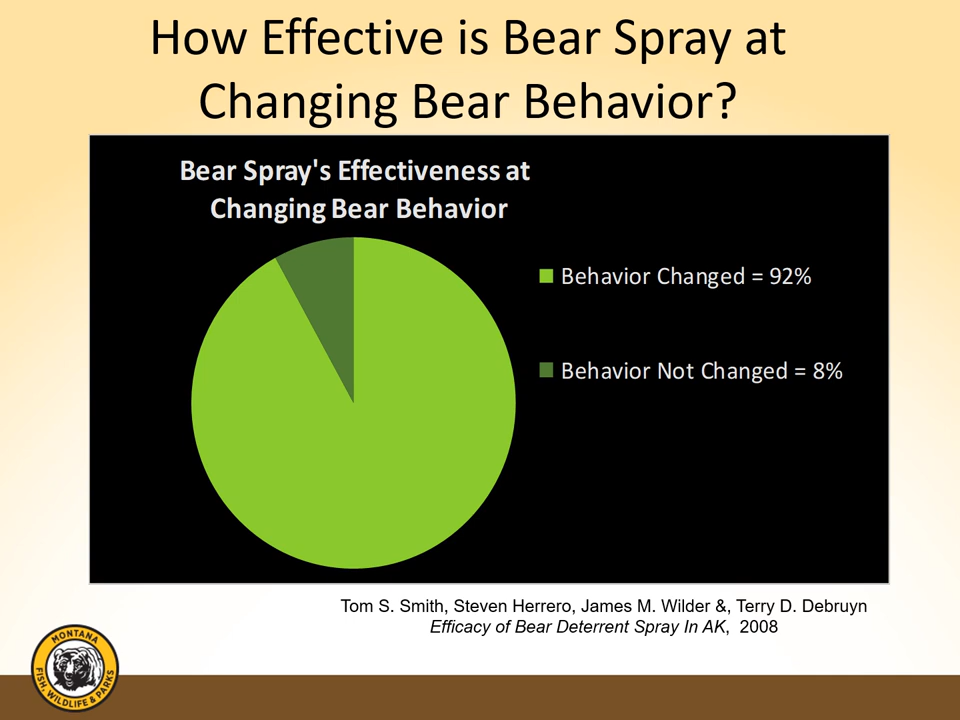 How Effective is Bear Spray at
Changing Bear Behavior?
Bear Spray's Effectiveness at
Changing Bear Behavior
Behavior Changed = 92%
Behavior Not Changed = 8%
Tom S. Smith, Steven Herrero, James M. Wilder &, Terry D. Debruyn
Efficacy of Bear Deterrent Spray In AK,  2008
MONTANA
FISH, WILDLIFE & PARKS